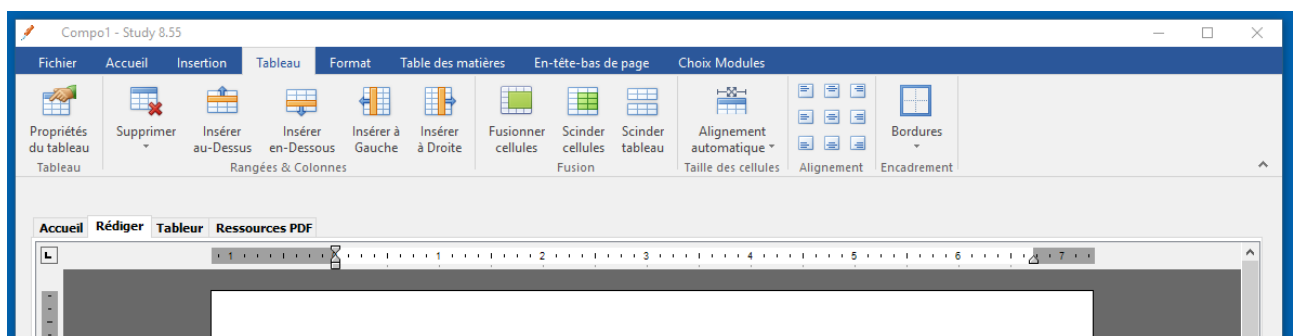 Compo1 - Study 8.55
Fichier Accueil Insertion Tableau Format Table des matières En-tête-bas de page Choix Modules
Propriétés du tableau
Supprimer
Insérer au-Dessus
Insérer en-Dessous
Insérer à Gauche
Insérer à Droite
Fusionner cellules
Scinder cellules
Scinder tableau
Alignement automatique
Bordures
Tableau Rangées & Colonnes Fusion Taille des cellules Alignement Encadrement
Accueil Rédiger Tableur Ressources PDF
L 1 1 2 3 4 5 6 7